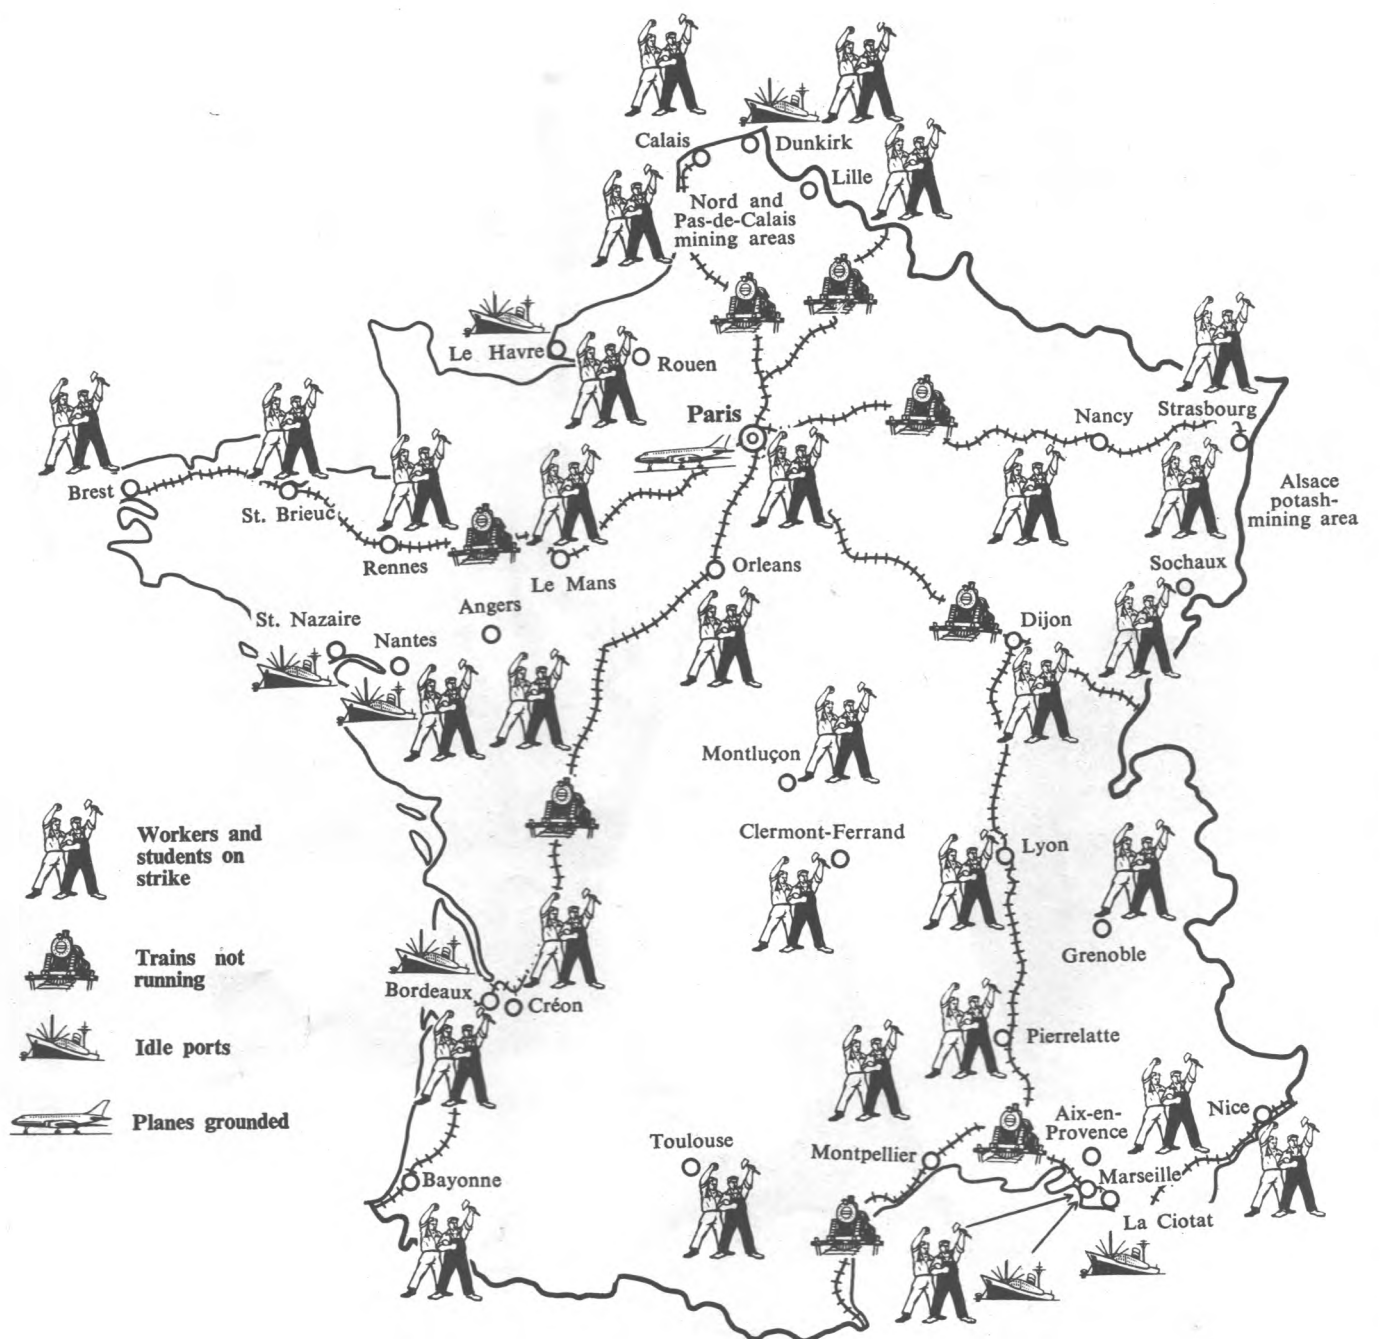 Calais
Dunkirk
Lille
Nord and
Pas-de-Calais
mining areas
Le Havre
Rouen
Paris
Nancy
Strasbourg
Brest
St. Brieuc
Alsace
potash-
mining area
Rennes
Le Mans
Orleans
Sochaux
Angers
St. Nazaire
Nantes
Dijon
Montluçon
Clermont-Ferrand
Lyon
Grenoble
Workers and
students on
strike
Trains not
running
Idle ports
Planes grounded
Bordeaux
Créon
Pierrelatte
Aix-en-
Provence
Nice
Toulouse
Montpellier
Marseille
Bayonne
La Ciotat